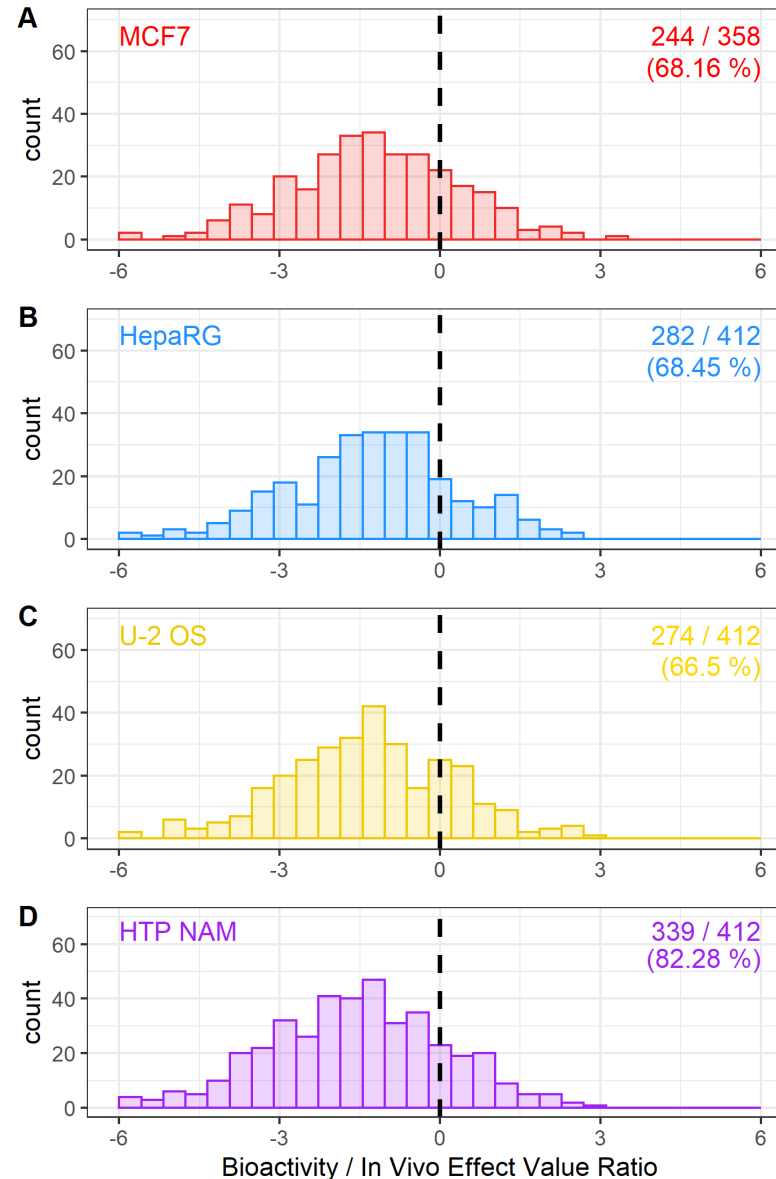 A
MCF7
244 / 358
(68.16 %)
count
60
40
20
0
-6
-3
0
3
6
B
HepaRG
282 / 412
(68.45 %)
count
60
40
20
0
-6
-3
0
3
6
C
U-2 OS
274 / 412
(66.5 %)
count
60
40
20
0
-6
-3
0
3
6
D
HTP NAM
339 / 412
(82.28 %)
count
60
40
20
0
-6
-3
0
3
6
Bioactivity / In Vivo Effect Value Ratio